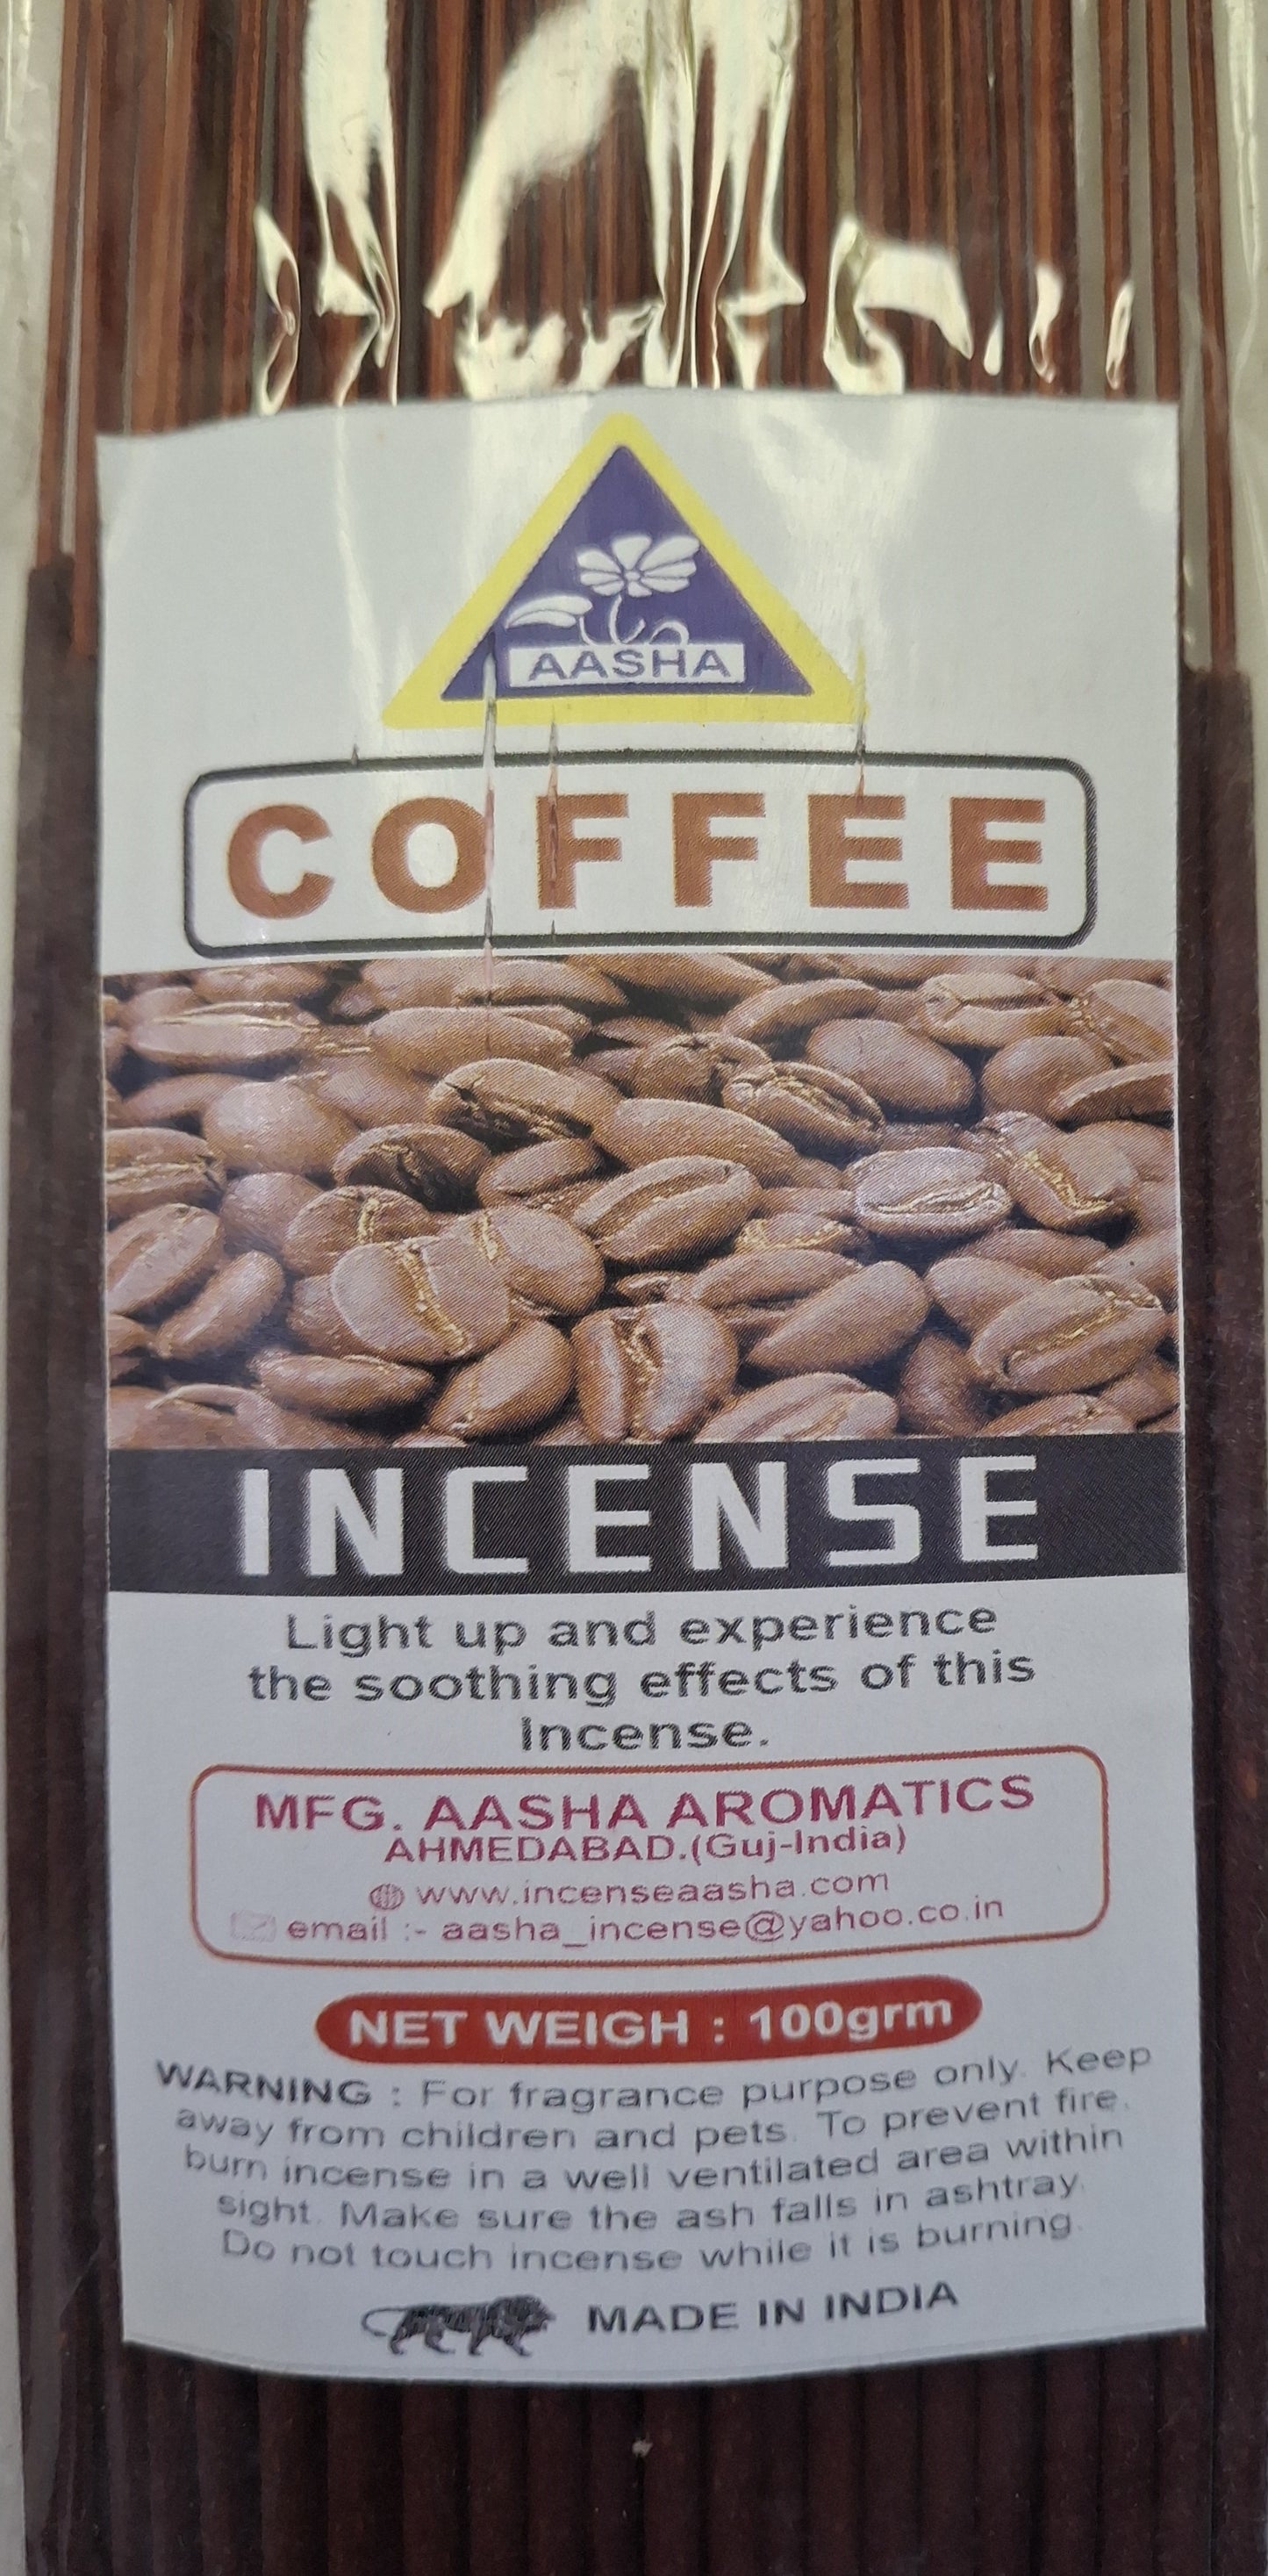 AASHA
COFFEE
INCENSE
Light up and experience
the soothing effects of this
Incense.
MFG. AASHA AROMATICS
AHMEDABAD.(Guj-India)
www.incenseaasha.com
email :- aasha_incense@yahoo.co.in
NET WEIGH : 100grm
WARNING : For fragrance purpose only. Keep
away from children and pets. To prevent fire,
burn incense in a well ventilated area within
sight. Make sure the ash falls in ashtray.
Do not touch incense while it is burning.
MADE IN INDIA